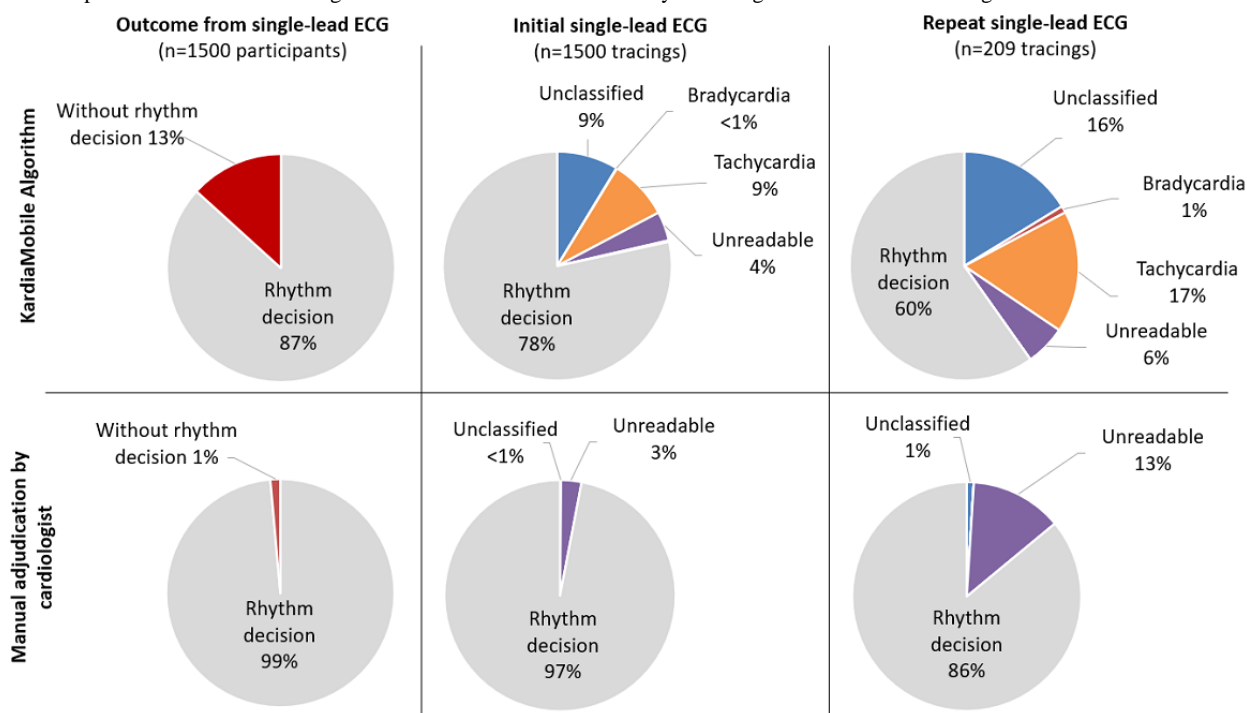 Outcome from single-lead ECG
(n=1500 participants)
Initial single-lead ECG
(n=1500 tracings)
Repeat single-lead ECG
(n=209 tracings)
KardiaMobile Algorithm
Without rhythm
decision 13%
Rhythm
decision
87%
Unclassified
9%
Bradycardia
<1%
Tachycardia
9%
Unreadable
4%
Rhythm
decision
78%
Unclassified
16%
Bradycardia
1%
Tachycardia
17%
Unreadable
6%
Rhythm
decision
60%
Manual adjudication by
cardiologist
Without rhythm
decision 1%
Rhythm
decision
99%
Unclassified
<1%
Unreadable
3%
Rhythm
decision
97%
Unclassified
1%
Unreadable
13%
Rhythm
decision
86%